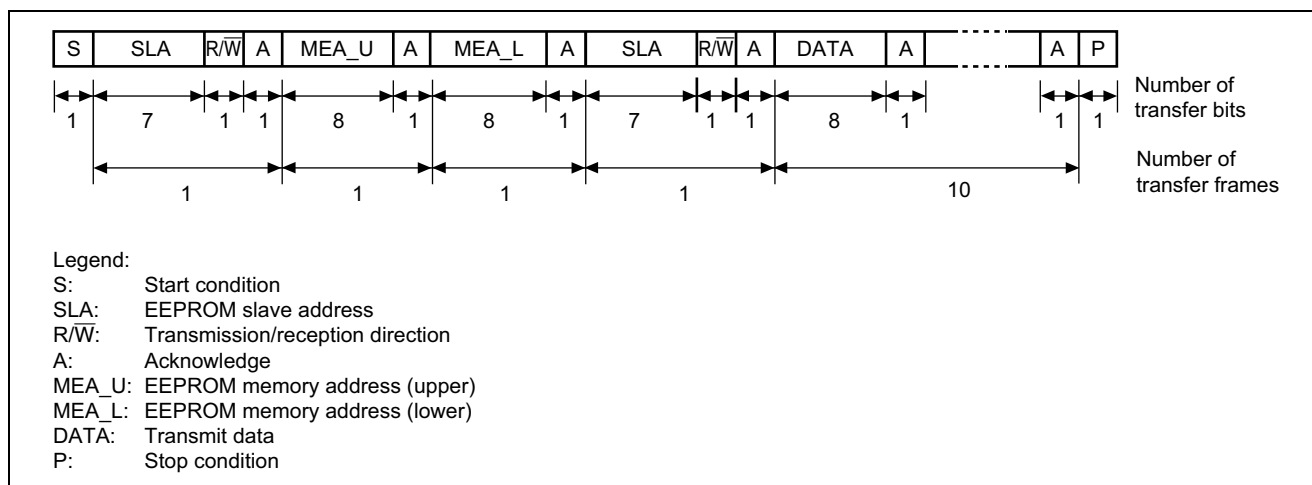 S SLA R/W̅ A MEA_U A MEA_L A SLA R/W̅ A DATA A A P
1 7 1 1 8 1 8 1 7 1 1 8 1 1 1
Number of
transfer bits
1 1 1 1 10
Number of
transfer frames
Legend:
S: Start condition
SLA: EEPROM slave address
R/W̅: Transmission/reception direction
A: Acknowledge
MEA_U: EEPROM memory address (upper)
MEA_L: EEPROM memory address (lower)
DATA: Transmit data
P: Stop condition